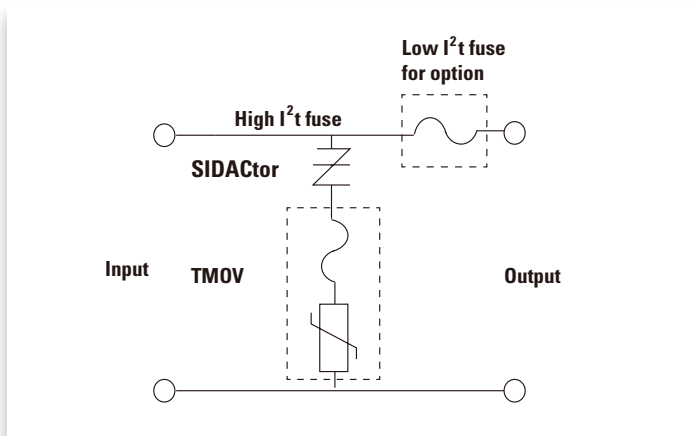 Low I²t fuse
for option
High I²t fuse
SIDACtor
Input
TMOV
Output